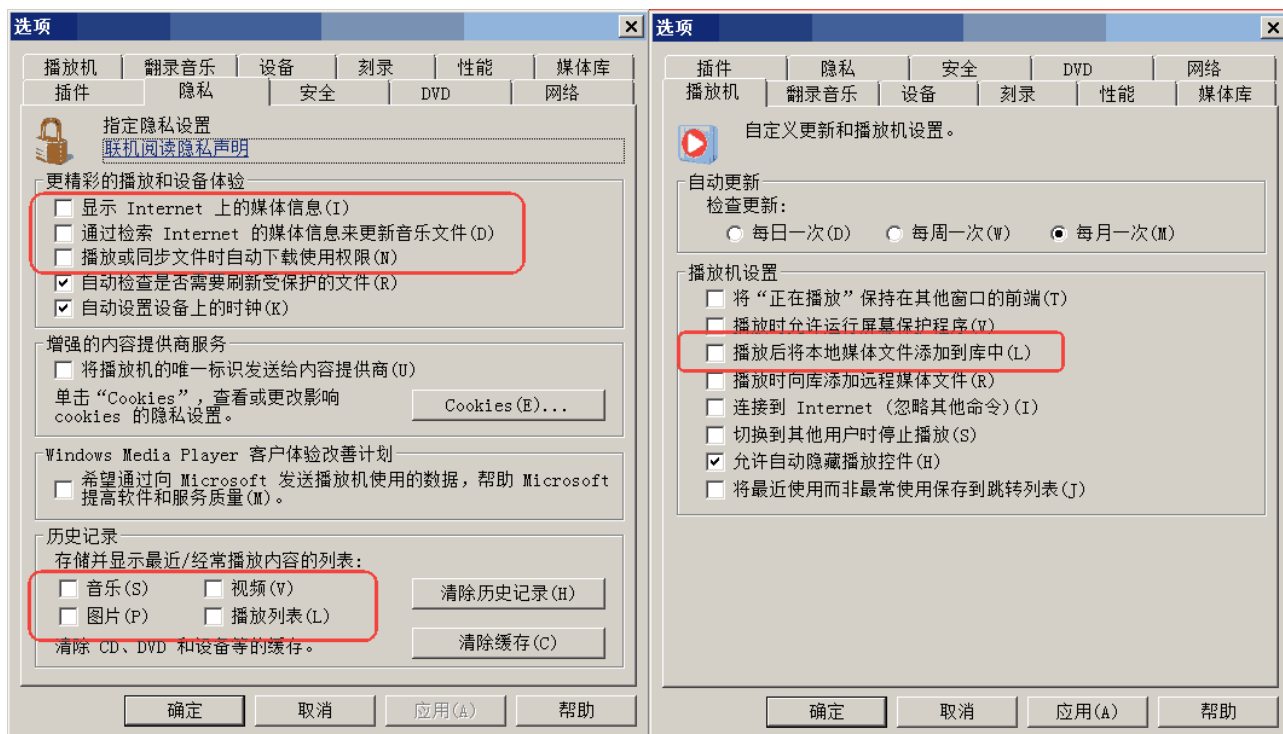 选项
播放机 翻录音乐 设备 刻录 性能 媒体库
插件 隐私 安全 DVD 网络
指定隐私设置
联机阅读隐私声明
更精彩的播放和设备体验
显示 Internet 上的媒体信息(I)
通过检索 Internet 的媒体信息来更新音乐文件(D)
播放或同步文件时自动下载使用权限(N)
自动检查是否需要刷新受保护的文件(R)
自动设置设备上的时钟(K)
增强的内容提供商服务
将播放机的唯一标识发送给内容提供商(U)
单击“Cookies”,查看或更改影响
cookies 的隐私设置。
Cookies(E)...
Windows Media Player 客户体验改善计划
希望通过向 Microsoft 发送播放机使用的数据,帮助 Microsoft
提高软件和服务质量(M)。
历史记录
存储并显示最近/经常播放内容的列表:
音乐(S) 视频(V)
图片(P) 播放列表(L)
清除历史记录(H)
清除 CD、DVD 和设备等的缓存。
清除缓存(C)
确定 取消 应用(A) 帮助
选项
插件 隐私 安全 DVD 网络
播放机 翻录音乐 设备 刻录 性能 媒体库
自定义更新和播放机设置。
自动更新
检查更新:
每日一次(D) 每周一次(W) 每月一次(M)
播放机设置
将“正在播放”保持在其他窗口的前端(T)
播放时允许运行屏幕保护程序(V)
播放后将本地媒体文件添加到库中(L)
播放时向库添加远程媒体文件(R)
连接到 Internet (忽略其他命令)(I)
切换到其他用户时停止播放(S)
允许自动隐藏播放控件(H)
将最近使用而非最常使用保存到跳转列表(J)
确定 取消 应用(A) 帮助